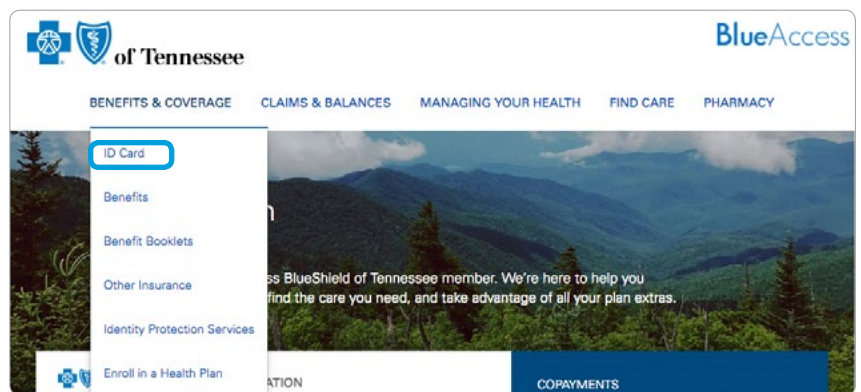 of Tennessee
BlueAccess
BENEFITS & COVERAGE CLAIMS & BALANCES MANAGING YOUR HEALTH FIND CARE PHARMACY
ID Card
Benefits
Benefit Booklets
Other Insurance
Identity Protection Services
Enroll in a Health Plan
ss BlueShield of Tennessee member. We're here to help you
find the care you need, and take advantage of all your plan extras.
ATION
COPAYMENTS